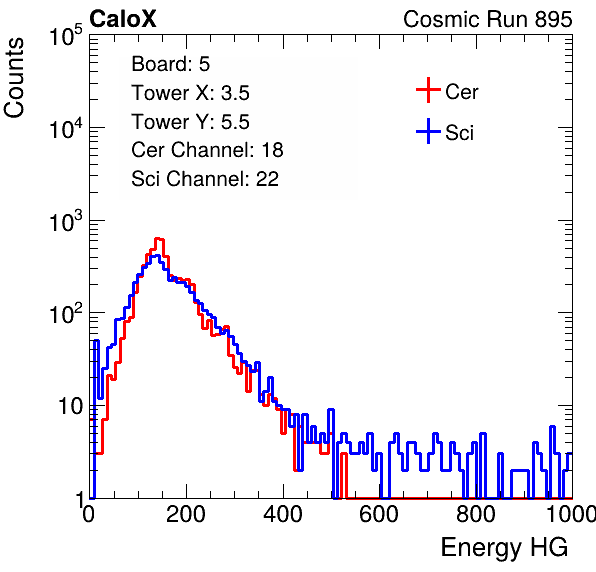 CaloX Cosmic Run 895
Counts
10^5
10^4
10^3
10^2
10
1
Board: 5
Tower X: 3.5
Tower Y: 5.5
Cer Channel: 18
Sci Channel: 22
Cer
Sci
0 200 400 600 800 1000
Energy HG